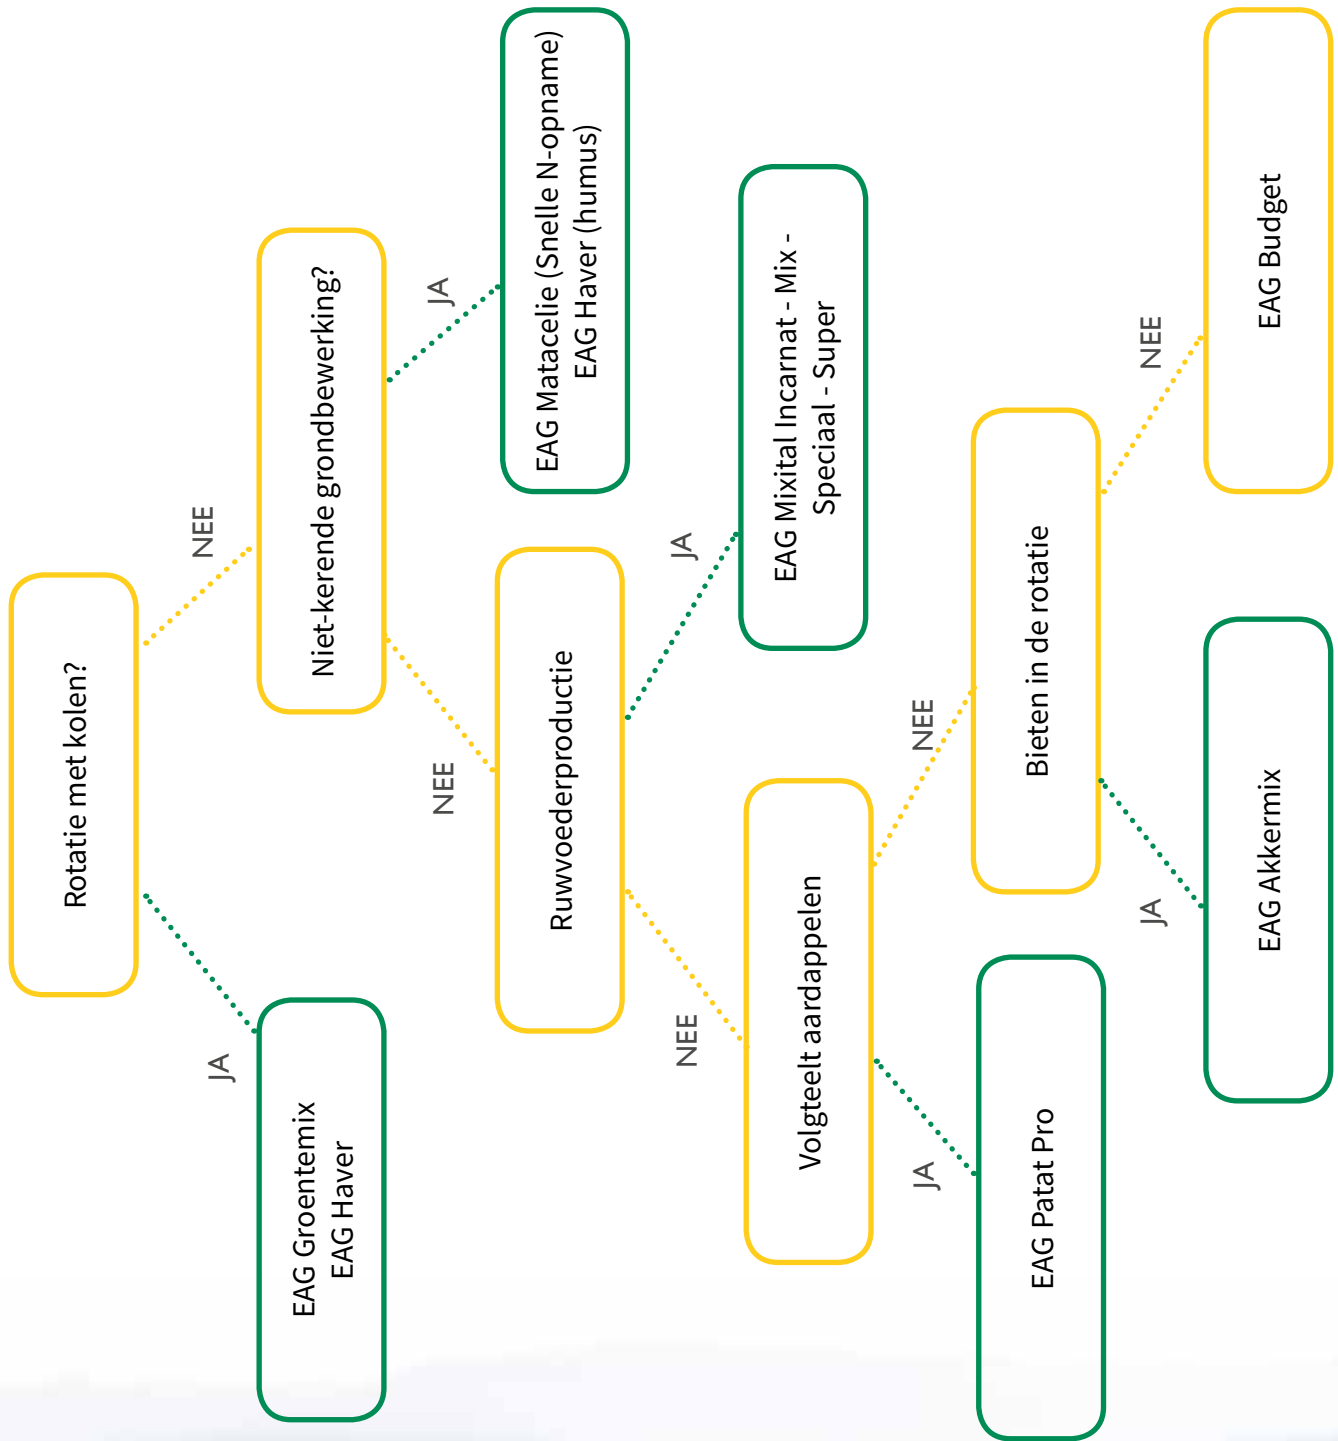 Rotatie met kolen?
JA
NEE
EAG Groentemix
EAG Haver
Niet-kerende grondbewerking?
NEE
JA
Ruwvoederproductie
EAG Matacelie (Snelle N-opname)
EAG Haver (humus)
NEE
JA
Volgteelt aardappelen
EAG Mixital Incarnat - Mix -
Speciaal - Super
JA
NEE
EAG Patat Pro
Bieten in de rotatie
JA
NEE
EAG Akkermix
EAG Budget